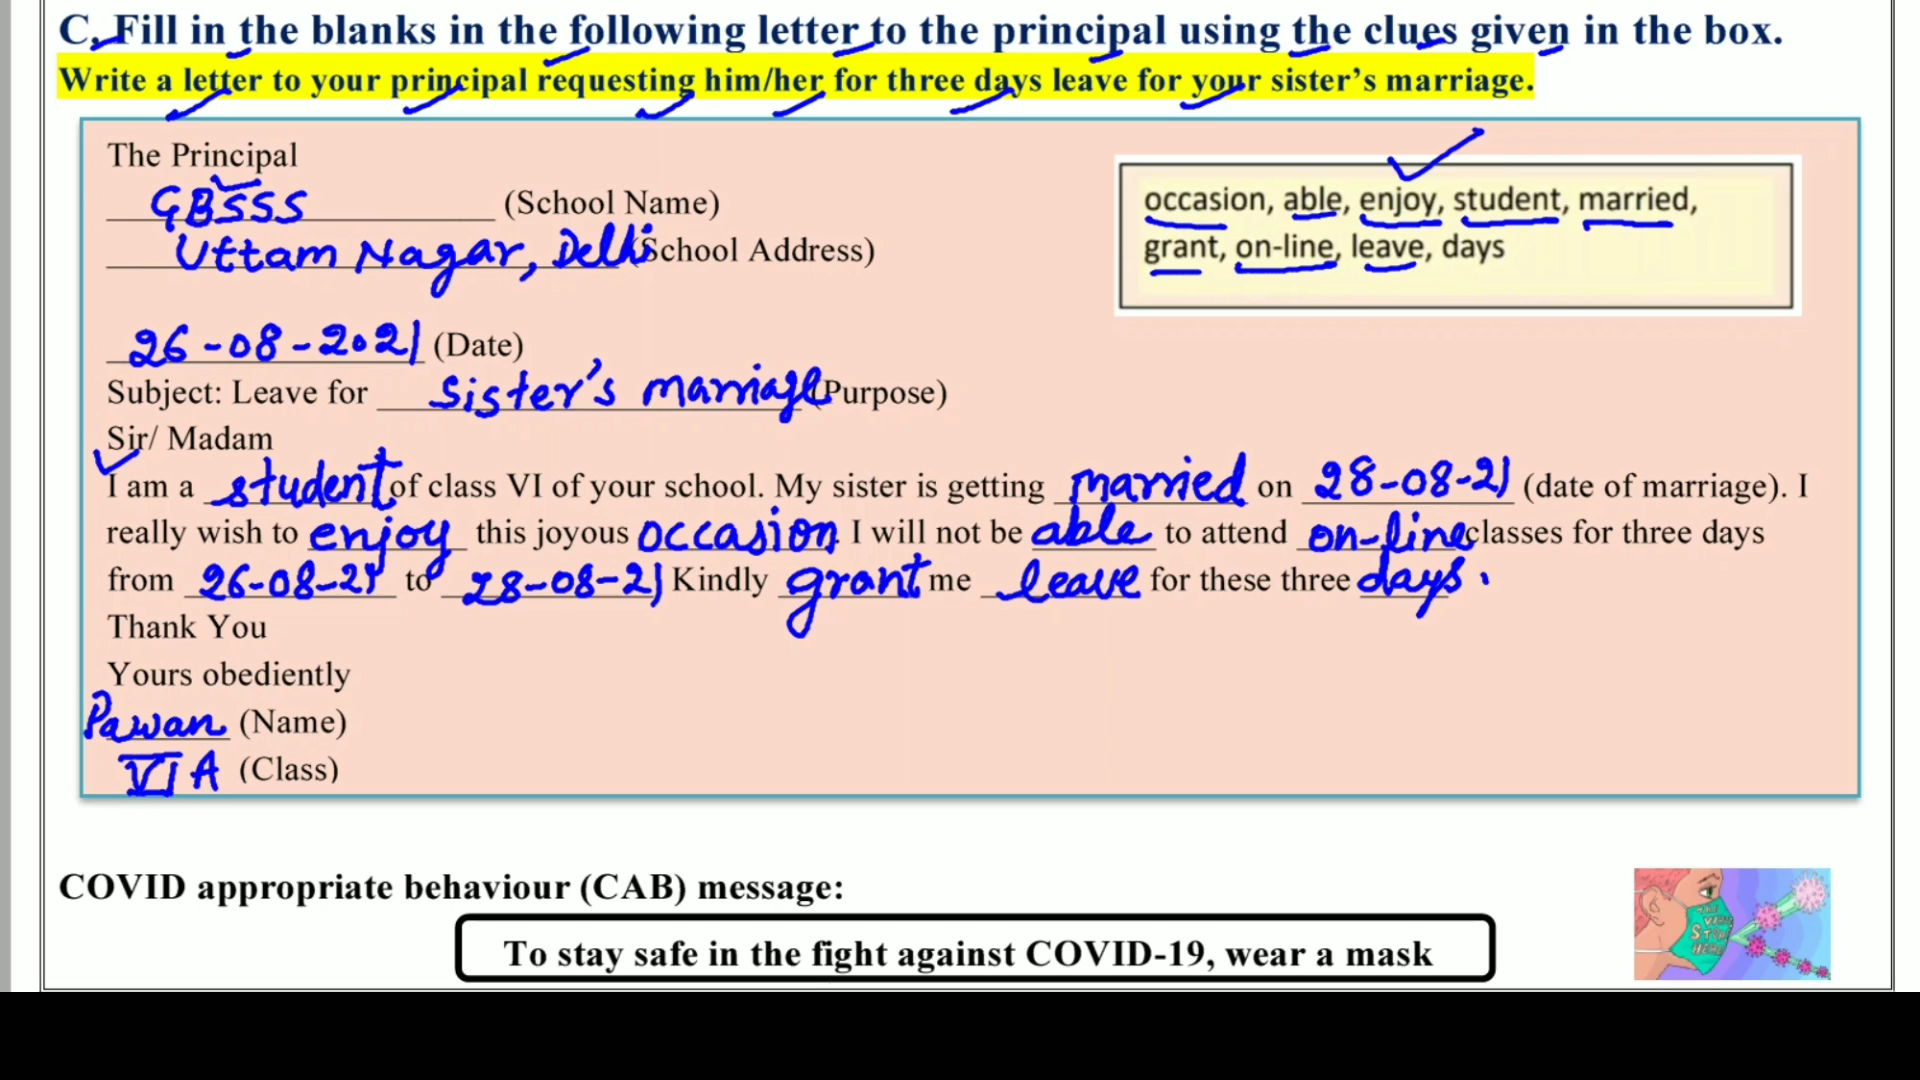 C. Fill in the blanks in the following letter to the principal using the clues given in the box.
Write a letter to your principal requesting him/her for three days leave for your sister's marriage.
The Principal
GBSSS (School Name)
Uttam Nagar, Delhi (School Address)
occasion, able, enjoy, student, married,
grant, on-line, leave, days
26-08-2021 (Date)
Subject: Leave for Sister's marriage (Purpose)
Sir/ Madam
I am a student of class VI of your school. My sister is getting married on 28-08-21 (date of marriage). I
really wish to enjoy this joyous occasion. I will not be able to attend on-line classes for three days
from 26-08-21 to 28-08-21 Kindly grant me leave for these three days.
Thank You
Yours obediently
Pawan (Name)
VI A (Class)
COVID appropriate behaviour (CAB) message:
To stay safe in the fight against COVID-19, wear a mask
THE
VIRUS
STOPS
HERE